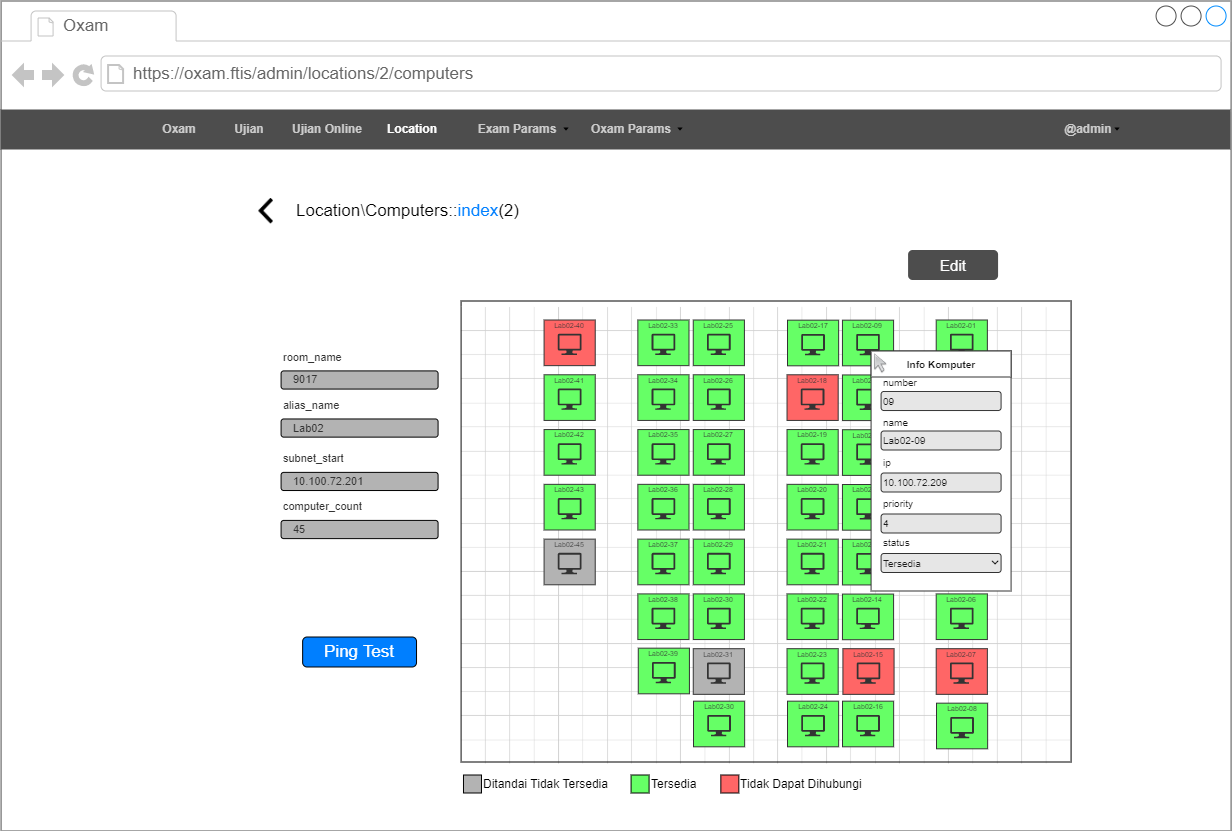 Oxam
https://oxam.ftis/admin/locations/2/computers
Oxam Ujian Ujian Online Location Exam Params Oxam Params @admin
Location\Computers::index(2)
Edit
room_name
9017
alias_name
Lab02
subnet_start
10.100.72.201
computer_count
45
Ping Test
Lab02-40 Lab02-33 Lab02-25 Lab02-17 Lab02-09 Lab02-01
Lab02-41 Lab02-34 Lab02-26 Lab02-18 Lab02
Lab02-42 Lab02-35 Lab02-27 Lab02-19 Lab02
Lab02-43 Lab02-36 Lab02-28 Lab02-20 Lab02
Lab02-45 Lab02-37 Lab02-29 Lab02-21 Lab02
Lab02-38 Lab02-30 Lab02-22 Lab02-14 Lab02-06
Lab02-39 Lab02-31 Lab02-23 Lab02-15 Lab02-07
Lab02-30 Lab02-24 Lab02-16 Lab02-08
Info Komputer
number
09
name
Lab02-09
ip
10.100.72.209
priority
4
status
Tersedia
Ditandai Tidak Tersedia Tersedia Tidak Dapat Dihubungi